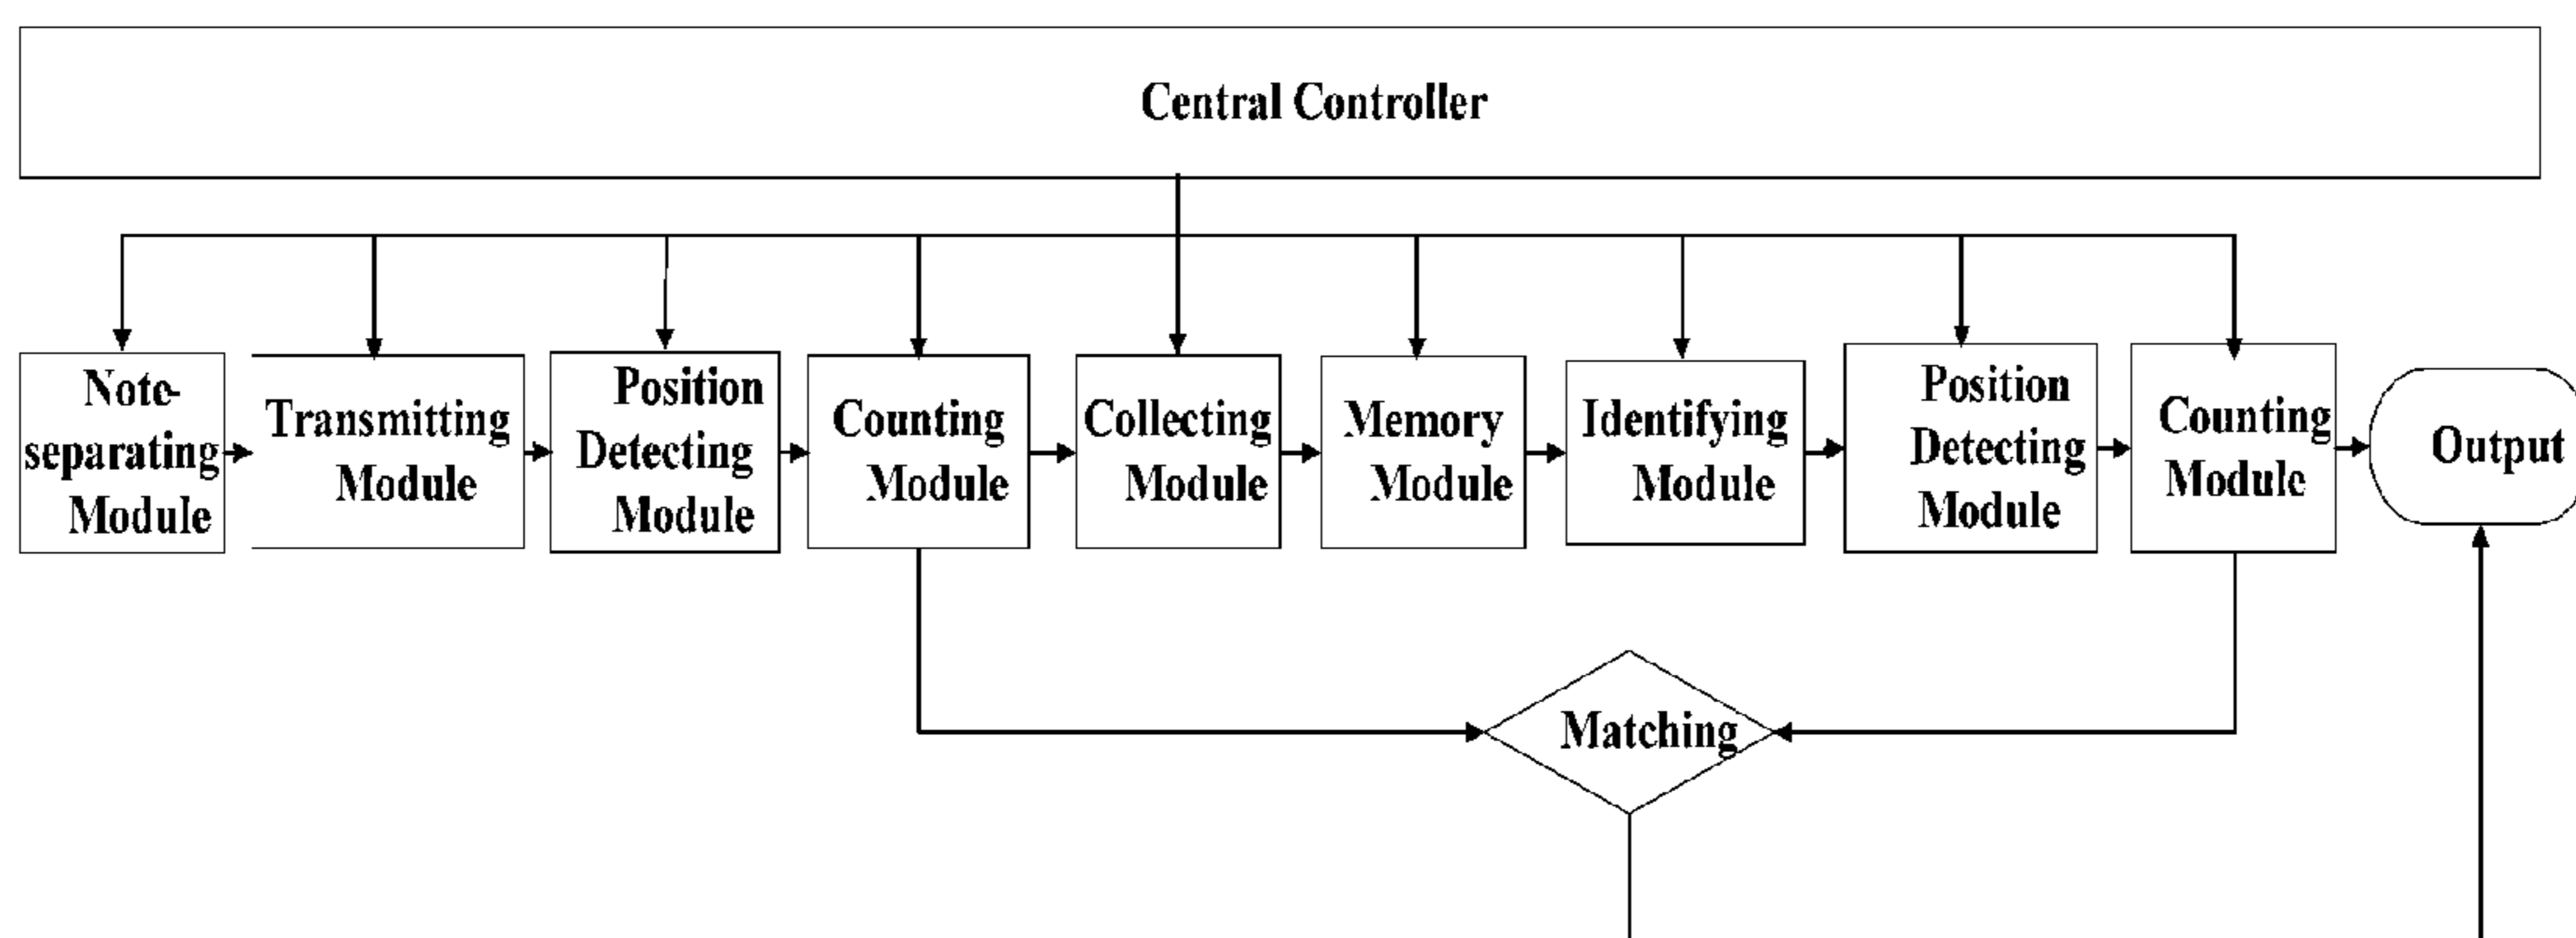 Central Controller
Note-
separating
Module
Transmitting
Module
Position
Detecting
Module
Counting
Module
Collecting
Module
Memory
Module
Identifying
Module
Position
Detecting
Module
Counting
Module
Output
Matching